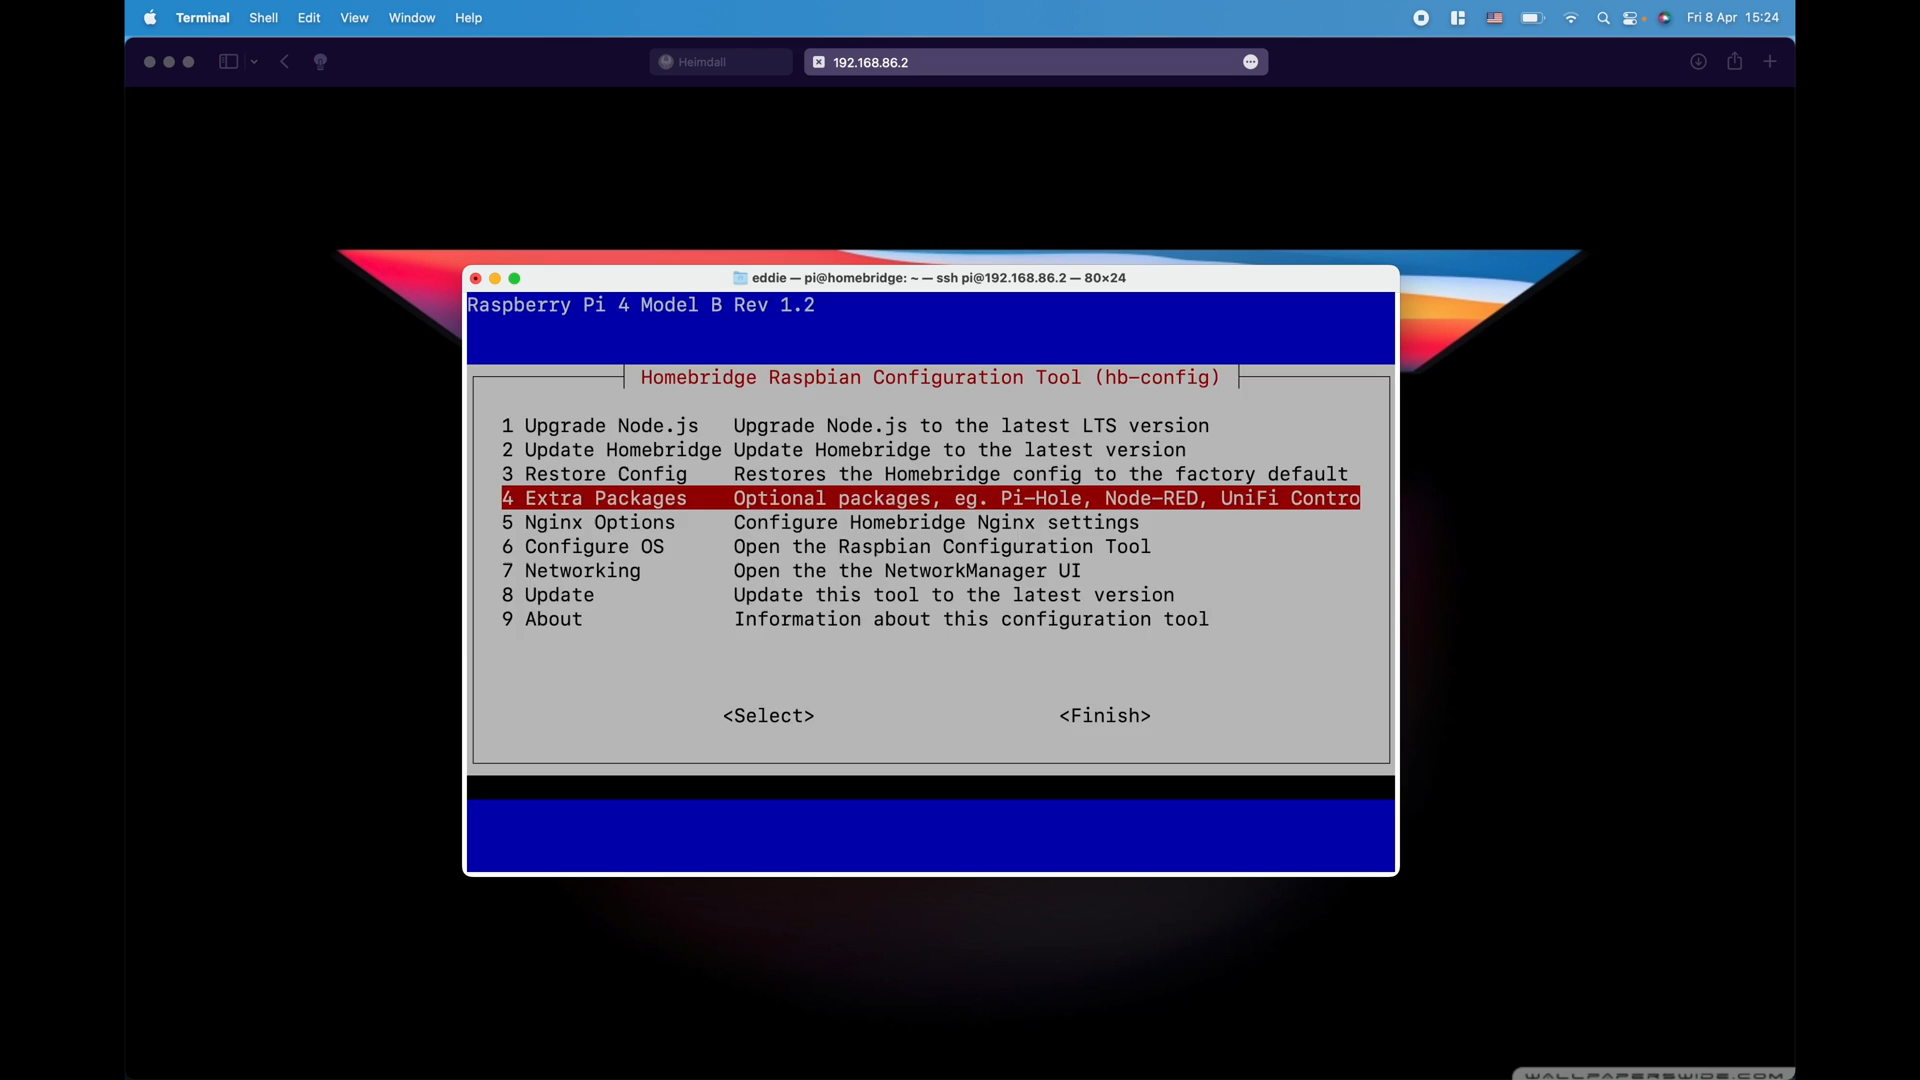 Terminal Shell Edit View Window Help Fri 8 Apr 15:24
Heimdall 192.168.86.2
eddie — pi@homebridge: ~ — ssh pi@192.168.86.2 — 80×24
Raspberry Pi 4 Model B Rev 1.2
Homebridge Raspbian Configuration Tool (hb-config)
1 Upgrade Node.js Upgrade Node.js to the latest LTS version
2 Update Homebridge Update Homebridge to the latest version
3 Restore Config Restores the Homebridge config to the factory default
4 Extra Packages Optional packages, eg. Pi-Hole, Node-RED, UniFi Contro
5 Nginx Options Configure Homebridge Nginx settings
6 Configure OS Open the Raspbian Configuration Tool
7 Networking Open the the NetworkManager UI
8 Update Update this tool to the latest version
9 About Information about this configuration tool
<Select> <Finish>
WALLPAPERSWIDE.COM